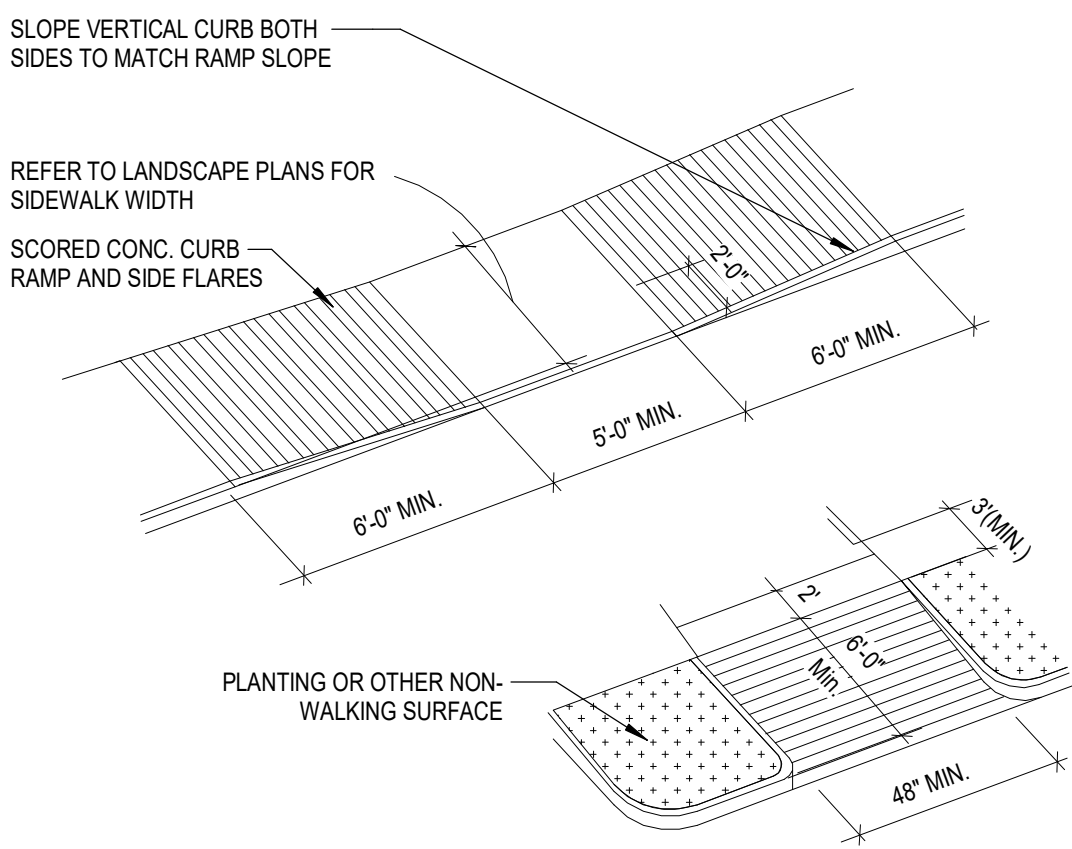 SLOPE VERTICAL CURB BOTH
SIDES TO MATCH RAMP SLOPE
REFER TO LANDSCAPE PLANS FOR
SIDEWALK WIDTH
SCORED CONC. CURB
RAMP AND SIDE FLARES
2'-0"
6'-0" MIN.
5'-0" MIN.
6'-0" MIN.
3'(MIN.)
2'
6'-0"
Min.
PLANTING OR OTHER NON-
WALKING SURFACE
48" MIN.